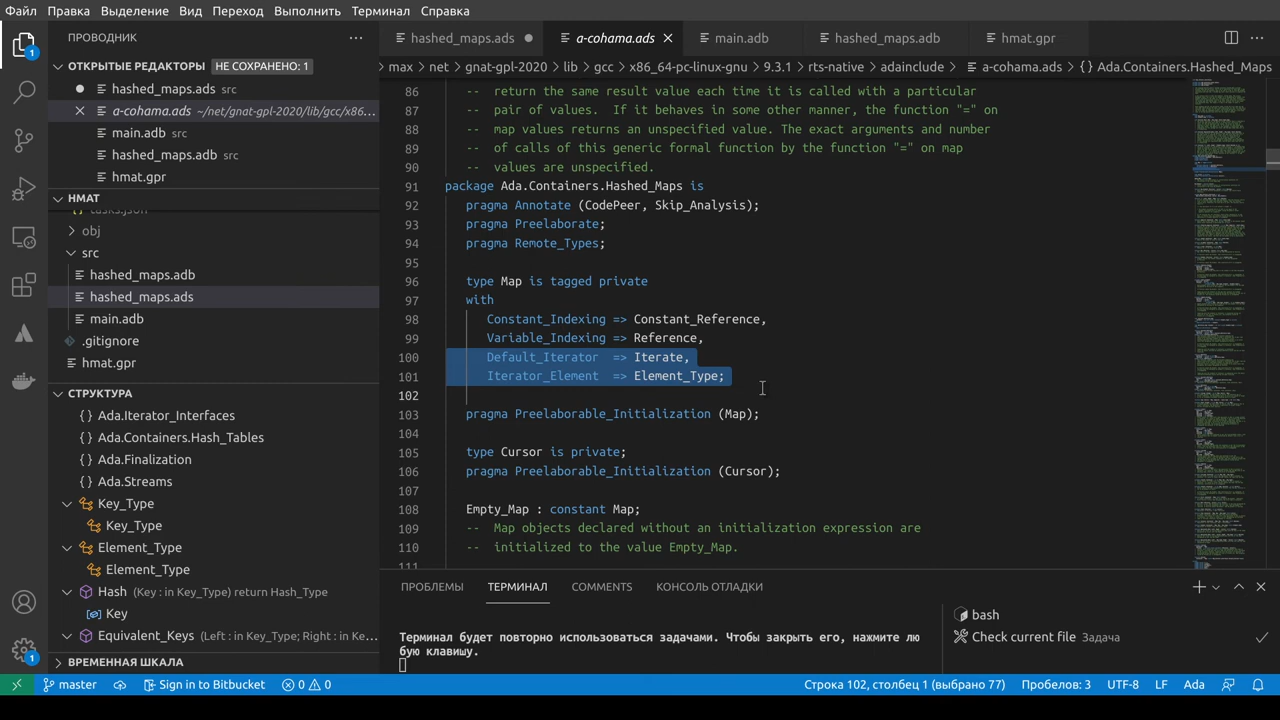 Файл Правка Выделение Вид Переход Выполнить Терминал Справка
ПРОВОДНИК
ОТКРЫТЫЕ РЕДАКТОРЫ НЕ СОХРАНЕНО: 1
hashed_maps.ads src
a-cohama.ads ~/net/gnat-gpl-2020/lib/gcc/x86...
main.adb src
hashed_maps.adb src
hmat.gpr
HMAT
tasks.json
obj
src
hashed_maps.adb
hashed_maps.ads
main.adb
.gitignore
hmat.gpr
СТРУКТУРА
Ada.Iterator_Interfaces
Ada.Containers.Hash_Tables
Ada.Finalization
Ada.Streams
Key_Type
Key_Type
Element_Type
Element_Type
Hash (Key : in Key_Type) return Hash_Type
Key
Equivalent_Keys (Left : in Key_Type; Right : in Ke...
ВРЕМЕННАЯ ШКАЛА
hashed_maps.ads a-cohama.ads main.adb hashed_maps.adb hmat.gpr
max > net > gnat-gpl-2020 > lib > gcc > x86_64-pc-linux-gnu > 9.3.1 > rts-native > adainclude > a-cohama.ads > {} Ada.Containers.Hashed_Maps
86 -- return the same result value each time it is called with a particular
87 -- pair of values. If it behaves in some other manner, the function "=" on
88 -- map values returns an unspecified value. The exact arguments and number
89 -- of calls of this generic formal function by the function "=" on map
90 -- values are unspecified.
91 package Ada.Containers.Hashed_Maps is
92 pragma Annotate (CodePeer, Skip_Analysis);
93 pragma Preelaborate;
94 pragma Remote_Types;
95
96 type Map is tagged private
97 with
98 Constant_Indexing => Constant_Reference,
99 Variable_Indexing => Reference,
100 Default_Iterator => Iterate,
101 Iterator_Element => Element_Type;
102
103 pragma Preelaborable_Initialization (Map);
104
105 type Cursor is private;
106 pragma Preelaborable_Initialization (Cursor);
107
108 Empty_Map : constant Map;
109 -- Map objects declared without an initialization expression are
110 -- initialized to the value Empty_Map.
111
ПРОБЛЕМЫ ТЕРМИНАЛ COMMENTS КОНСОЛЬ ОТЛАДКИ
Терминал будет повторно использоваться задачами. Чтобы закрыть его, нажмите лю
бую клавишу.
bash
Check current file Задача
master Sign in to Bitbucket 0 0 Строка 102, столбец 1 (выбрано 77) Пробелов: 3 UTF-8 LF Ada